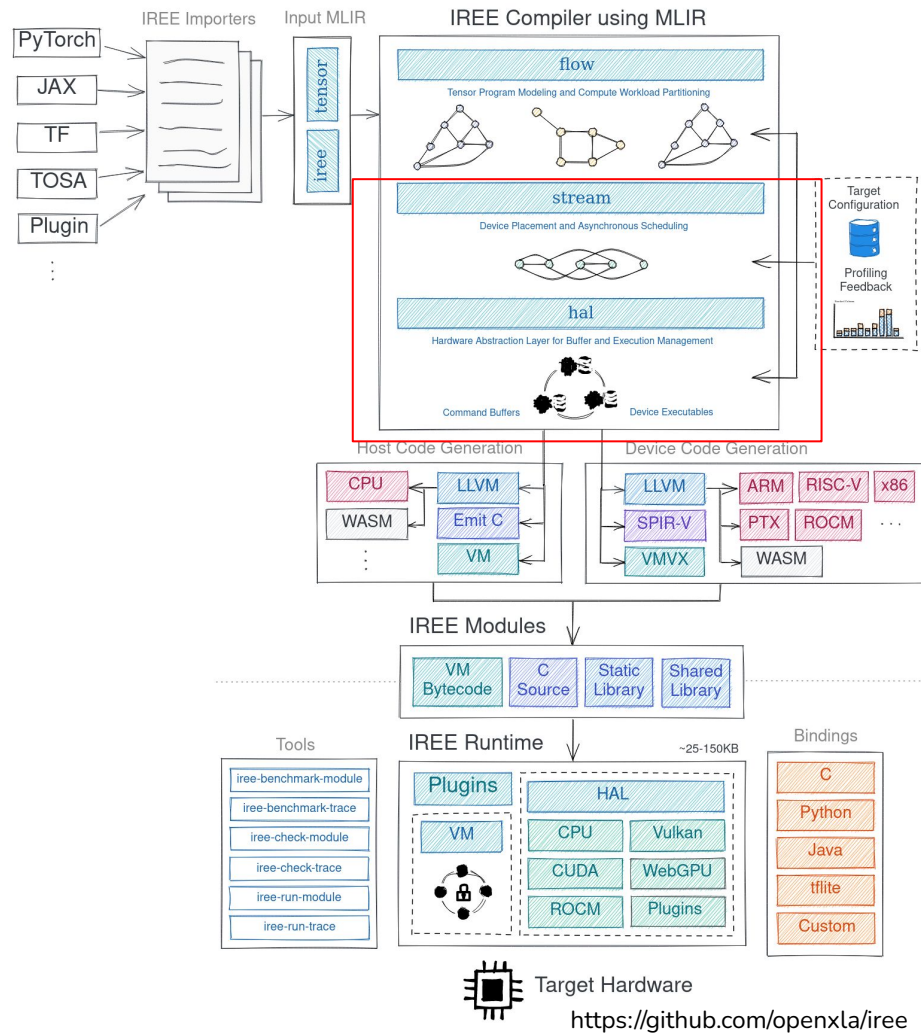 IREE Importers
Input MLIR
IREE Compiler using MLIR
PyTorch
JAX
TF
TOSA
Plugin
tensor
iree
flow
Tensor Program Modeling and Compute Workload Partitioning
stream
Device Placement and Asynchronous Scheduling
hal
Hardware Abstraction Layer for Buffer and Execution Management
Command Buffers
Device Executables
Target
Configuration
Profiling
Feedback
Host Code Generation
Device Code Generation
CPU
LLVM
WASM
Emit C
VM
LLVM
ARM
RISC-V
x86
SPIR-V
PTX
ROCM
...
VMVX
WASM
IREE Modules
VM
Bytecode
C
Source
Static
Library
Shared
Library
Tools
IREE Runtime
~25-150KB
Bindings
iree-benchmark-module
iree-benchmark-trace
iree-check-module
iree-check-trace
iree-run-module
iree-run-trace
Plugins
HAL
VM
CPU
Vulkan
CUDA
WebGPU
ROCM
Plugins
C
Python
Java
tflite
Custom
Target Hardware
https://github.com/openxla/iree